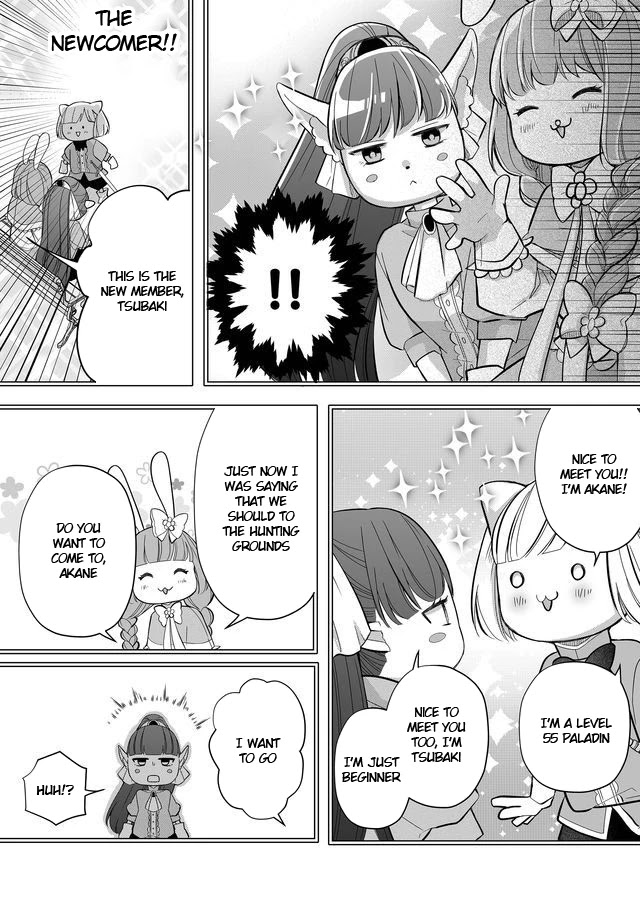 !!
THE
NEWCOMER!!
THIS IS THE
NEW MEMBER,
TSUBAKI
NICE TO
MEET YOU!!
I'M AKANE!
I'M A LEVEL
55 PALADIN
NICE TO
MEET YOU
TOO, I'M
TSUBAKI
I'M JUST
BEGINNER
JUST NOW I
WAS SAYING
THAT WE
SHOULD TO
THE HUNTING
GROUNDS
DO YOU
WANT TO
COME TO,
AKANE
I WANT
TO GO
HUH!?